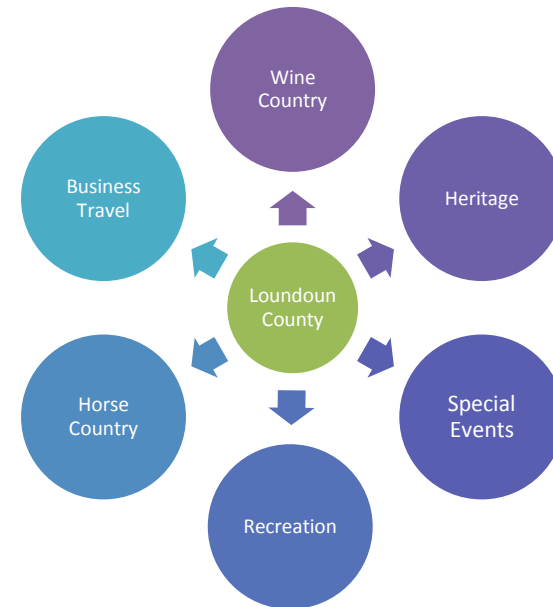 Wine
Country
Business
Travel
Heritage
Loundoun
County
Horse
Country
Special
Events
Recreation